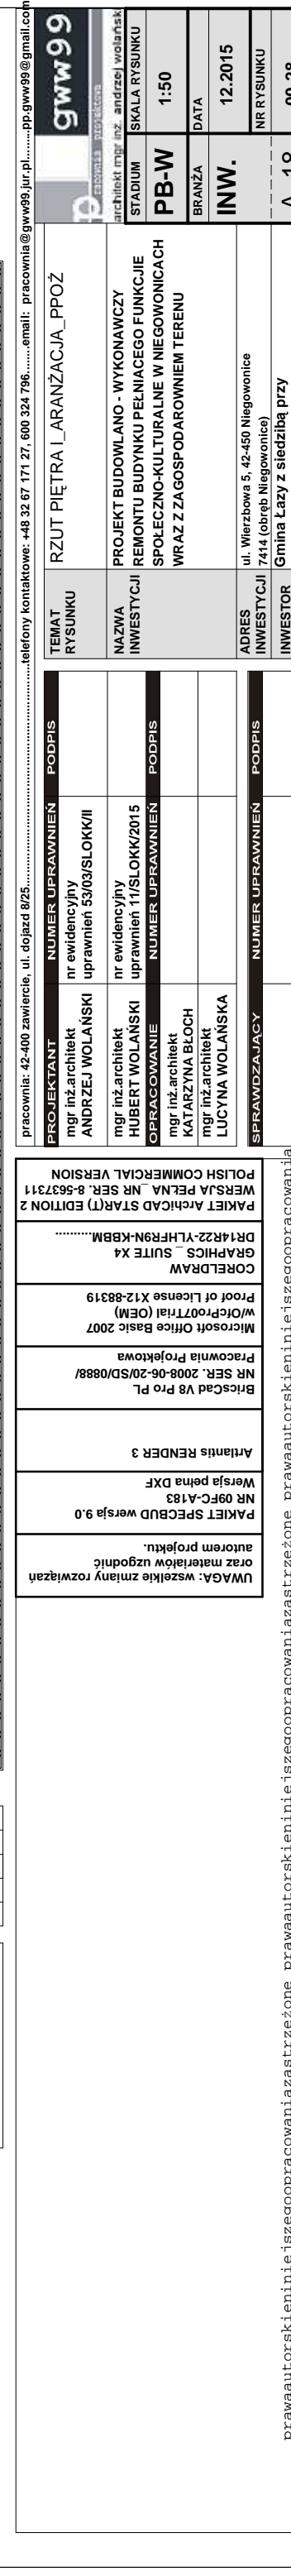 pracownia: 42-400 zawiercie, ul. dojazd 8/25..........telefony kontaktowe: +48 32 67 171 27, 600 324 796........email: pracownia@gww99.jur.pl........pp.gww99@gmail.com
PROJEKTANT NUMER UPRAWNIEŃ PODPIS
mgr inż.architekt
ANDRZEJ WOLAŃSKI
nr ewidencyjny
uprawnień 53/03/SLOKK/II
mgr inż.architekt
HUBERT WOLAŃSKI
nr ewidencyjny
uprawnień 11/SLOKK/2015
OPRACOWANIE NUMER UPRAWNIEŃ PODPIS
mgr inż.architekt
KATARZYNA BŁOCH
mgr inż.architekt
LUCYNA WOLAŃSKA
SPRAWDZAJĄCY NUMER UPRAWNIEŃ PODPIS
TEMAT
RYSUNKU
RZUT PIĘTRA I_ARANŻACJA_PPOŻ
NAZWA
INWESTYCJI
PROJEKT BUDOWLANO - WYKONAWCZY
REMONTU BUDYNKU PEŁNIACEGO FUNKCJIE
SPOŁECZNO-KULTURALNE W NIEGOWONICACH
WRAZ Z ZAGOSPODAROWNIEM TERENU
ADRES
INWESTYCJI
ul. Wierzbowa 5, 42-450 Niegowonice
7414 (obręb Niegowonice)
INWESTOR
Gmina Łazy z siedzibą przy
gww99
pracownia projektowa
architekt mgr inż. andrzej wolańsk
STADIUM SKALA RYSUNKU
PB-W 1:50
BRANŻA DATA
INW. 12.2015
NR RYSUNKU
UWAGA: wszelkie zmiany rozwiązań
oraz materiałów uzgodnić
autorem projektu.
PAKIET SPECBUD wersja 9.0
NR 09FC-A183
Wersja pełna DXF
Artlantis RENDER 3
BricsCad V8 Pro PL
NR SER. 2008-06-20/SD/0888/
Pracownia Projektowa
Microsoft Office Basic 2007
w/OfcPro07Trial (OEM)
Proof of License X12-88319
CORELDRAW
GRAPHICS _ SUITE X4
DR14R22-YLHFR9N-KBBM...........
PAKIET ArchiCAD STAR(T) EDITION 2
WERSJA PEŁNA _NR SER. 8-5637311
POLISH COMMERCIAL VERSION
prawaautorskieniniejszegoopracowaniazastrzeżone prawaautorskieniniejszegoopracowaniazastrzeżone prawaautorskieniniejszegoopracowania